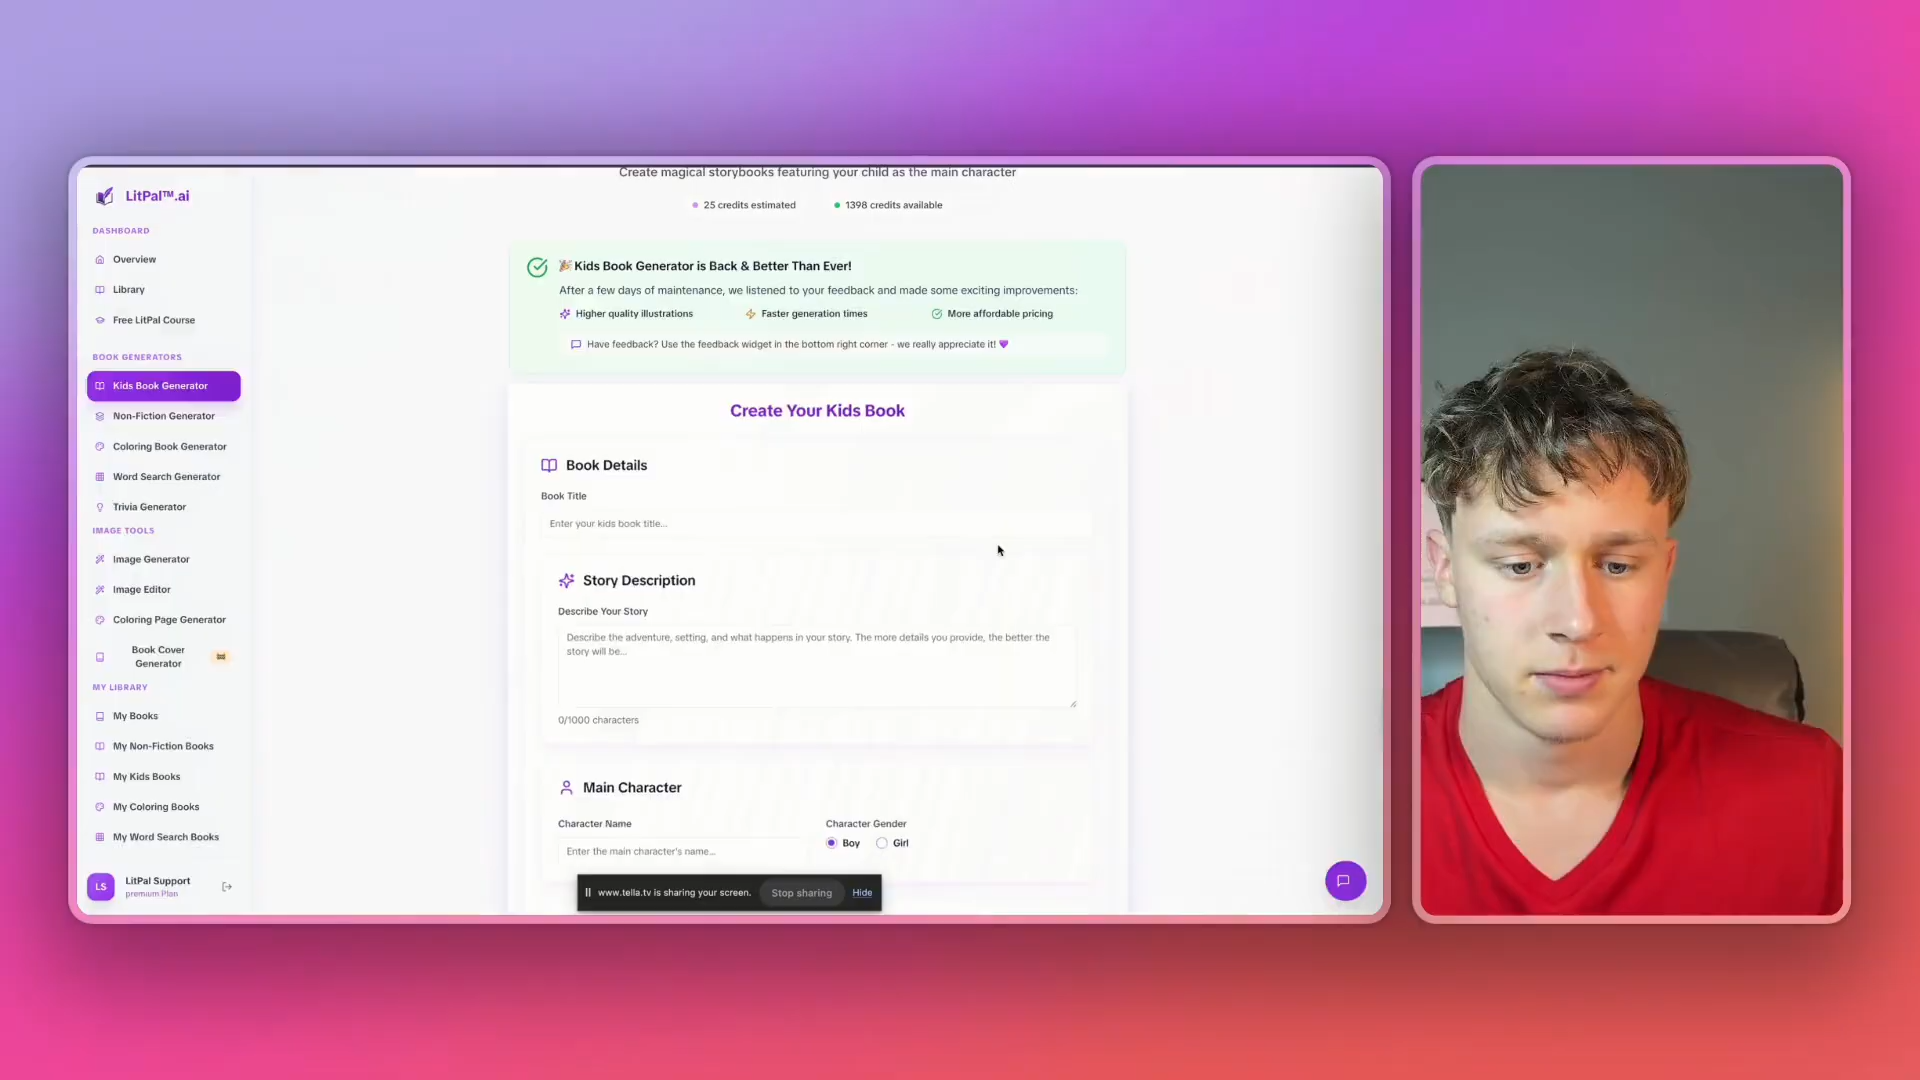 LitPal™.ai
DASHBOARD
Overview
Library
Free LitPal Course
BOOK GENERATORS
Kids Book Generator
Non-Fiction Generator
Coloring Book Generator
Word Search Generator
Trivia Generator
IMAGE TOOLS
Image Generator
Image Editor
Coloring Page Generator
Book Cover
Generator
MY LIBRARY
My Books
My Non-Fiction Books
My Kids Books
My Coloring Books
My Word Search Books
LS
LitPal Support
premium Plan
Create magical storybooks featuring your child as the main character
25 credits estimated 1398 credits available
🎉 Kids Book Generator is Back & Better Than Ever!
After a few days of maintenance, we listened to your feedback and made some exciting improvements:
Higher quality illustrations Faster generation times More affordable pricing
Have feedback? Use the feedback widget in the bottom right corner - we really appreciate it! 💜
Create Your Kids Book
Book Details
Book Title
Enter your kids book title...
Story Description
Describe Your Story
Describe the adventure, setting, and what happens in your story. The more details you provide, the better the
story will be...
0/1000 characters
Main Character
Character Name Character Gender
Boy Girl
Enter the main character's name...
www.tella.tv is sharing your screen. Stop sharing Hide